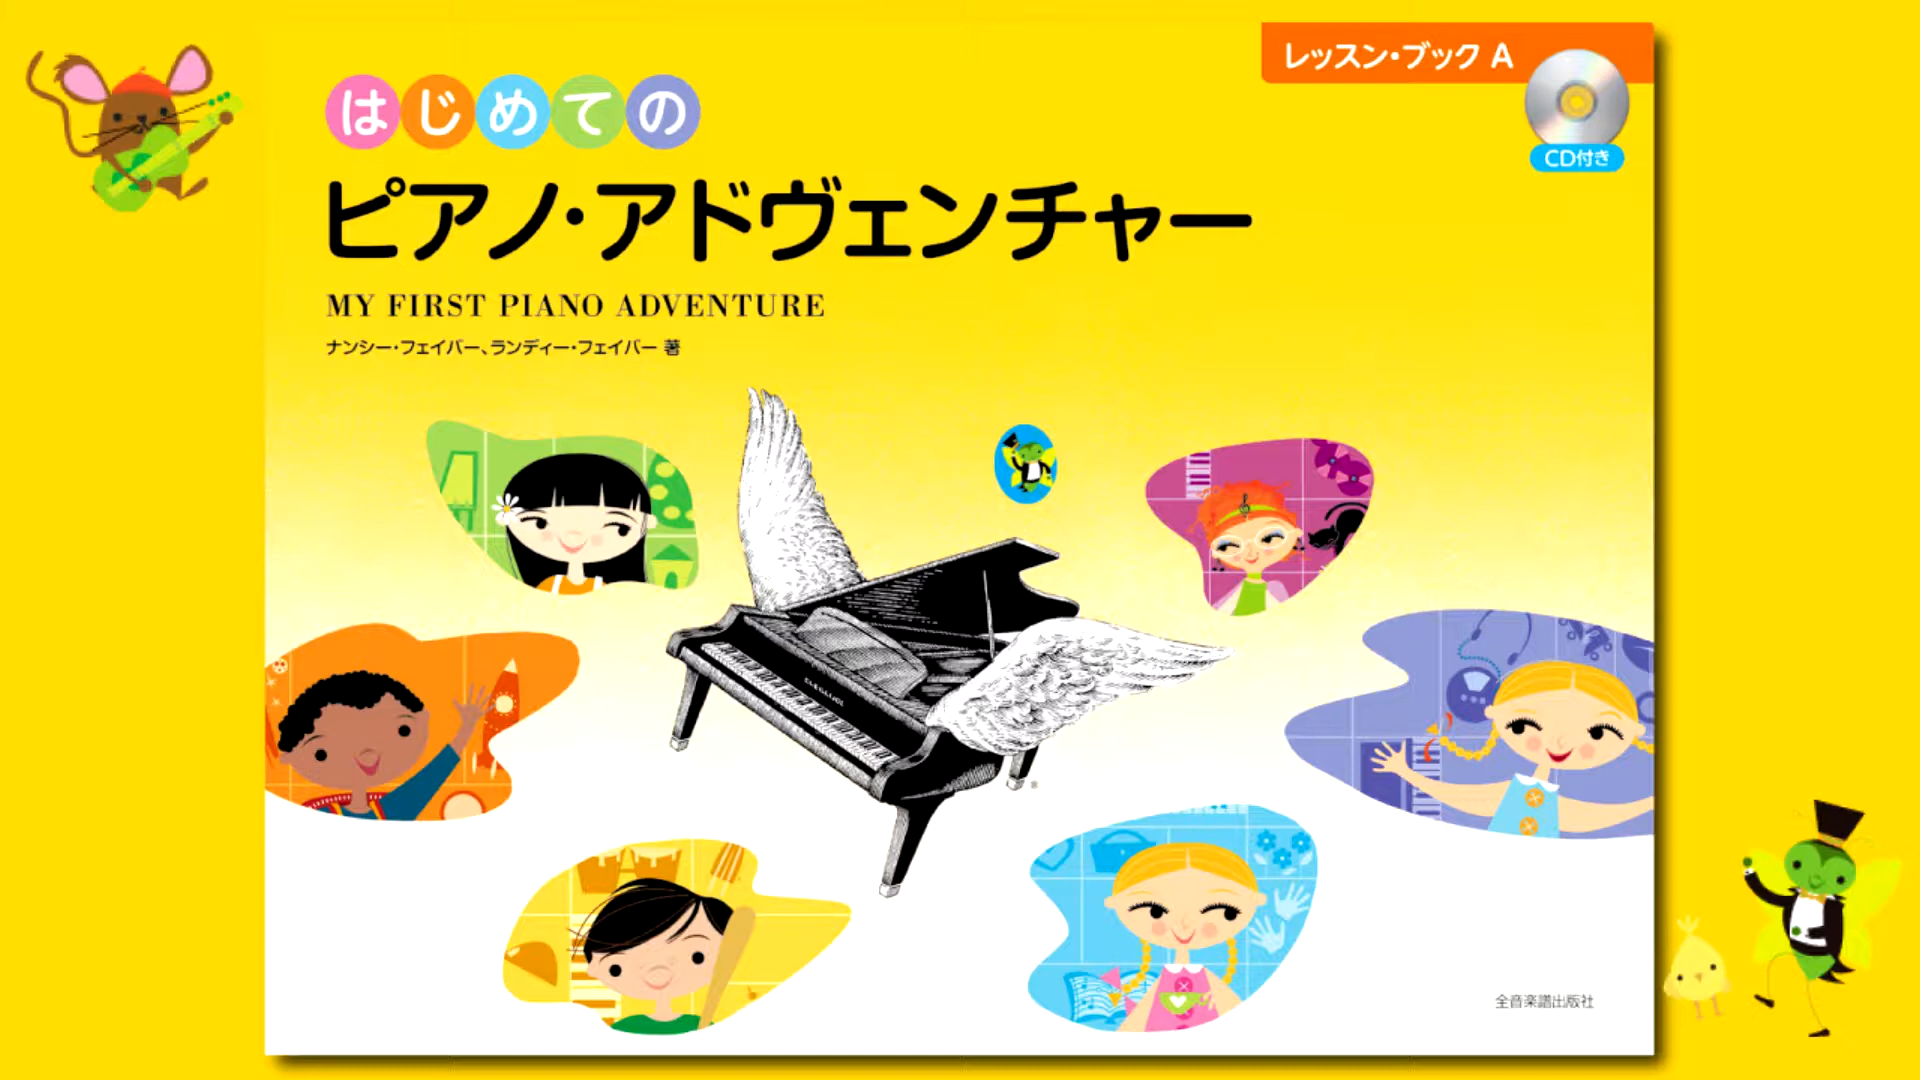 レッスン・ブック A
CD付き
はじめての
ピアノ・アドヴェンチャー
MY FIRST PIANO ADVENTURE
ナンシー・フェイバー、ランディー・フェイバー 著
全音楽譜出版社